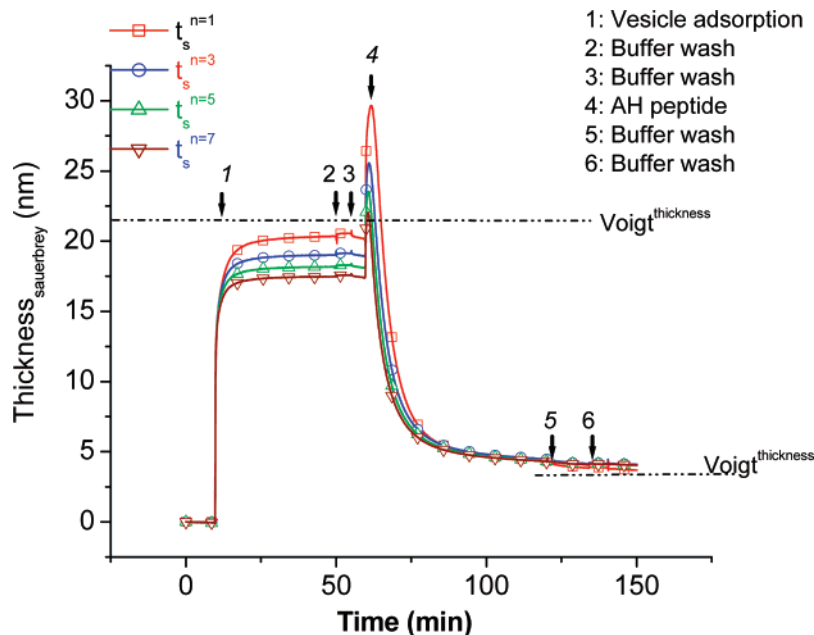 t_s^n=1
t_s^n=3
t_s^n=5
t_s^n=7
1: Vesicle adsorption
2: Buffer wash
3: Buffer wash
4: AH peptide
5: Buffer wash
6: Buffer wash
4
1
2 3
Voigt^thickness
5 6
Voigt^thickness
Thickness_sauerbrey (nm)
30
25
20
15
10
5
0
0 50 100 150
Time (min)